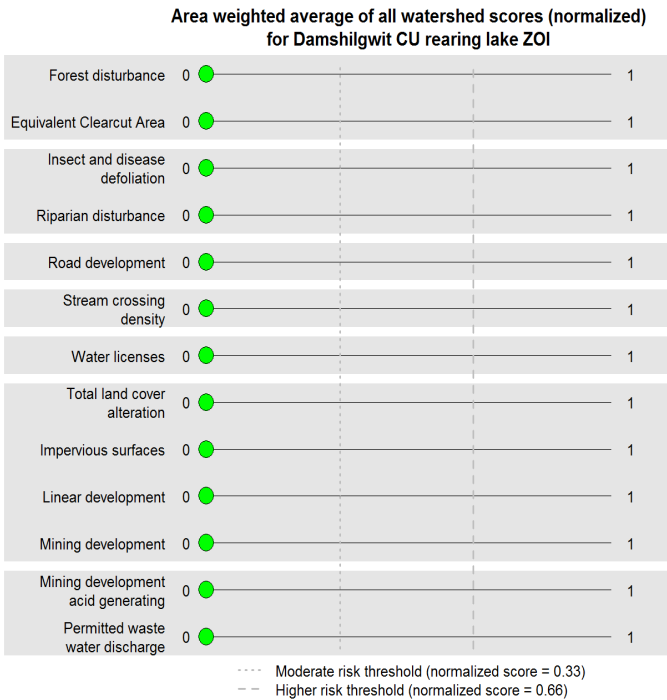 Area weighted average of all watershed scores (normalized)
for Damshilgwit CU rearing lake ZOI
Forest disturbance 0 1
Equivalent Clearcut Area 0 1
Insect and disease
defoliation 0 1
Riparian disturbance 0 1
Road development 0 1
Stream crossing
density 0 1
Water licenses 0 1
Total land cover
alteration 0 1
Impervious surfaces 0 1
Linear development 0 1
Mining development 0 1
Mining development
acid generating 0 1
Permitted waste
water discharge 0 1
Moderate risk threshold (normalized score = 0.33)
Higher risk threshold (normalized score = 0.66)